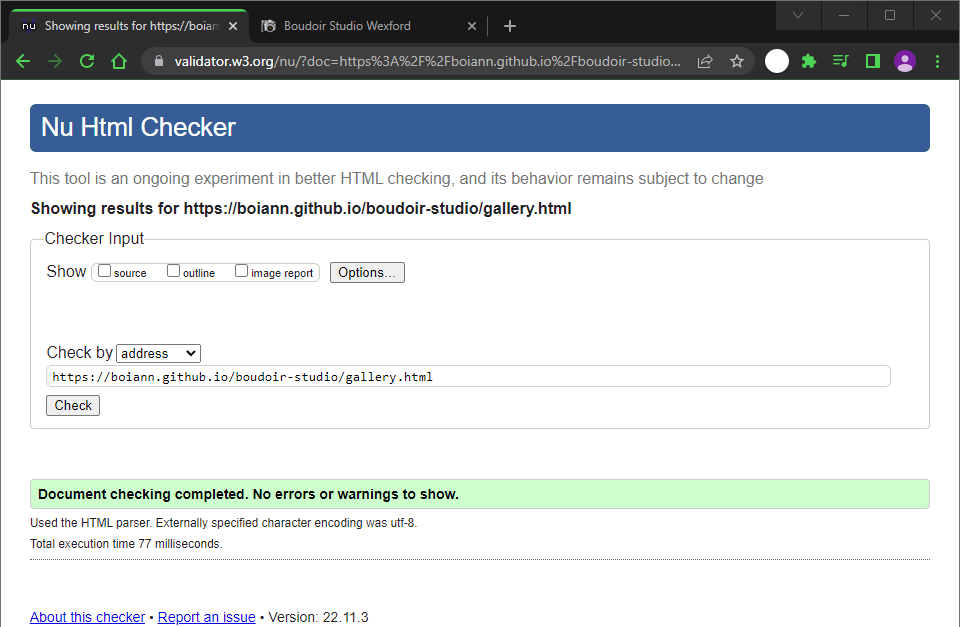 nu Showing results for https://boian
Boudoir Studio Wexford
validator.w3.org/nu/?doc=https%3A%2F%2Fboiann.github.io%2Fboudoir-studio...
Nu Html Checker
This tool is an ongoing experiment in better HTML checking, and its behavior remains subject to change
Showing results for https://boiann.github.io/boudoir-studio/gallery.html
Checker Input
Show source outline image report Options...
Check by address
https://boiann.github.io/boudoir-studio/gallery.html
Check
Document checking completed. No errors or warnings to show.
Used the HTML parser. Externally specified character encoding was utf-8.
Total execution time 77 milliseconds.
About this checker • Report an issue • Version: 22.11.3